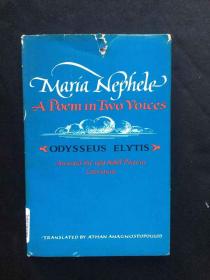 Maria Nephele
A Poem in Two Voices
ODYSSEUS ELYTIS
Awarded the 1979 Nobel Prize in
Literature
TRANSLATED BY ATHAN ANAGNOSTOPOULOS